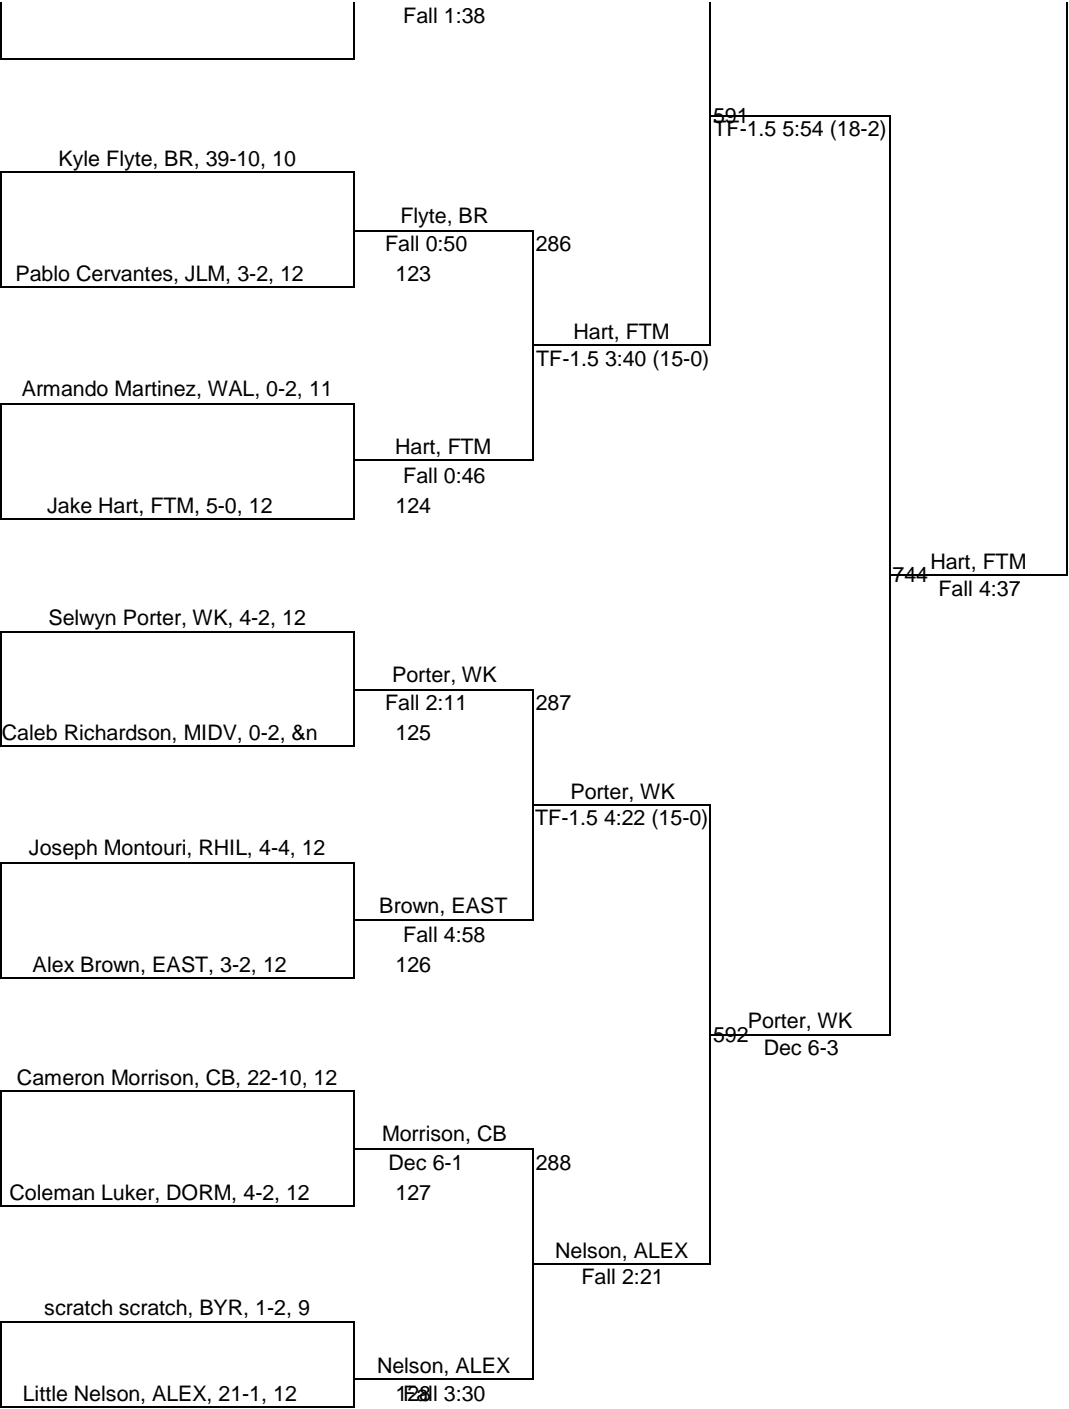 Fall 1:38
591
TF-1.5 5:54 (18-2)
Kyle Flyte, BR, 39-10, 10
Flyte, BR
Fall 0:50
286
Pablo Cervantes, JLM, 3-2, 12
123
Hart, FTM
TF-1.5 3:40 (15-0)
Armando Martinez, WAL, 0-2, 11
Hart, FTM
Fall 0:46
Jake Hart, FTM, 5-0, 12
124
744
Hart, FTM
Fall 4:37
Selwyn Porter, WK, 4-2, 12
Porter, WK
Fall 2:11
287
Caleb Richardson, MIDV, 0-2, &n
125
Porter, WK
TF-1.5 4:22 (15-0)
Joseph Montouri, RHIL, 4-4, 12
Brown, EAST
Fall 4:58
Alex Brown, EAST, 3-2, 12
126
592
Porter, WK
Dec 6-3
Cameron Morrison, CB, 22-10, 12
Morrison, CB
Dec 6-1
288
Coleman Luker, DORM, 4-2, 12
127
Nelson, ALEX
Fall 2:21
scratch scratch, BYR, 1-2, 9
Nelson, ALEX
Little Nelson, ALEX, 21-1, 12
128
Fall 3:30